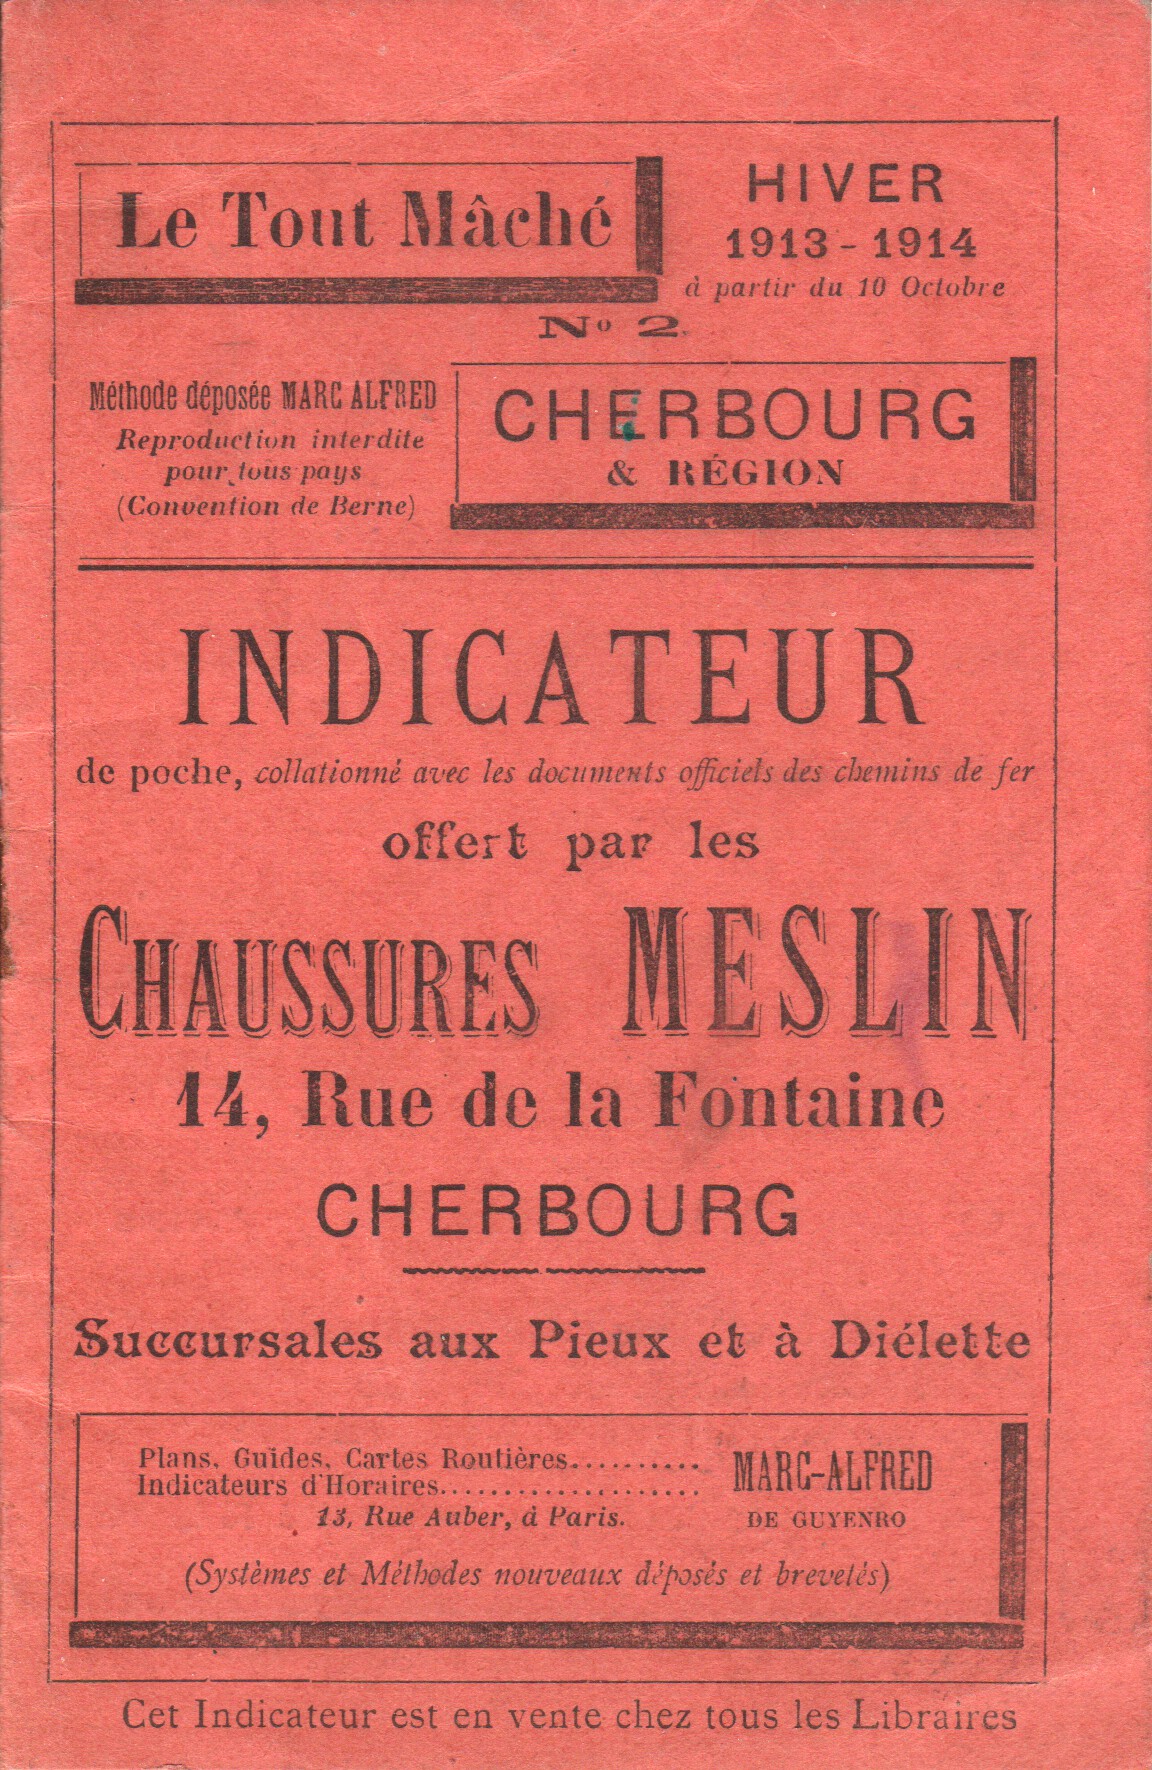 Le Tout Mâché
HIVER
1913 - 1914
à partir du 10 Octobre
No 2.
Méthode déposée MARC ALFRED
Reproduction interdite
pour tous pays
(Convention de Berne)
CHERBOURG
& RÉGION
INDICATEUR
de poche, collationné avec les documents officiels des chemins de fer
offert par les
CHAUSSURES MESLIN
14, Rue de la Fontaine
CHERBOURG
Succursales aux Pieux et à Diélette
Plans, Guides, Cartes Routières..........
Indicateurs d'Horaires....................
13, Rue Auber, à Paris.
MARC-ALFRED
DE GUYENRO
(Systèmes et Méthodes nouveaux déposés et brevetés)
Cet Indicateur est en vente chez tous les Libraires